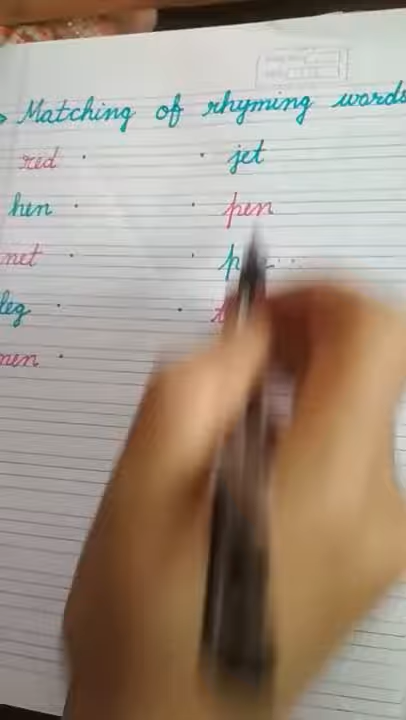 Matching of rhyming words
red · · jet
hen · · pen
net · ·
leg · ·
men ·